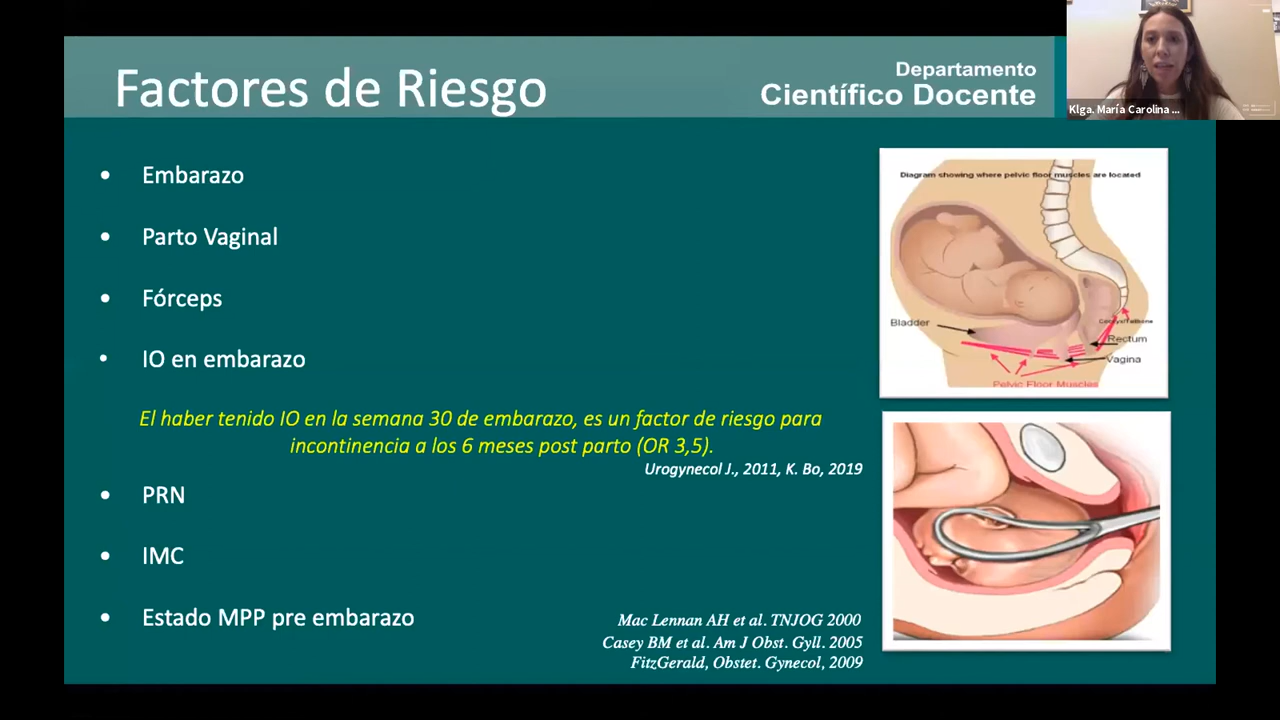 Factores de Riesgo
Departamento
Científico Docente
Klga. María Carolina ...
• Embarazo
• Parto Vaginal
• Fórceps
• IO en embarazo
El haber tenido IO en la semana 30 de embarazo, es un factor de riesgo para
incontinencia a los 6 meses post parto (OR 3,5).
Urogynecol J., 2011, K. Bo, 2019
• PRN
• IMC
• Estado MPP pre embarazo
Mac Lennan AH et al. TNJOG 2000
Casey BM et al. Am J Obst. Gyll. 2005
FitzGerald, Obstet. Gynecol, 2009
Diagram showing where pelvic floor muscles are located
Bladder
Rectum
Vagina
Pelvic Floor Muscles